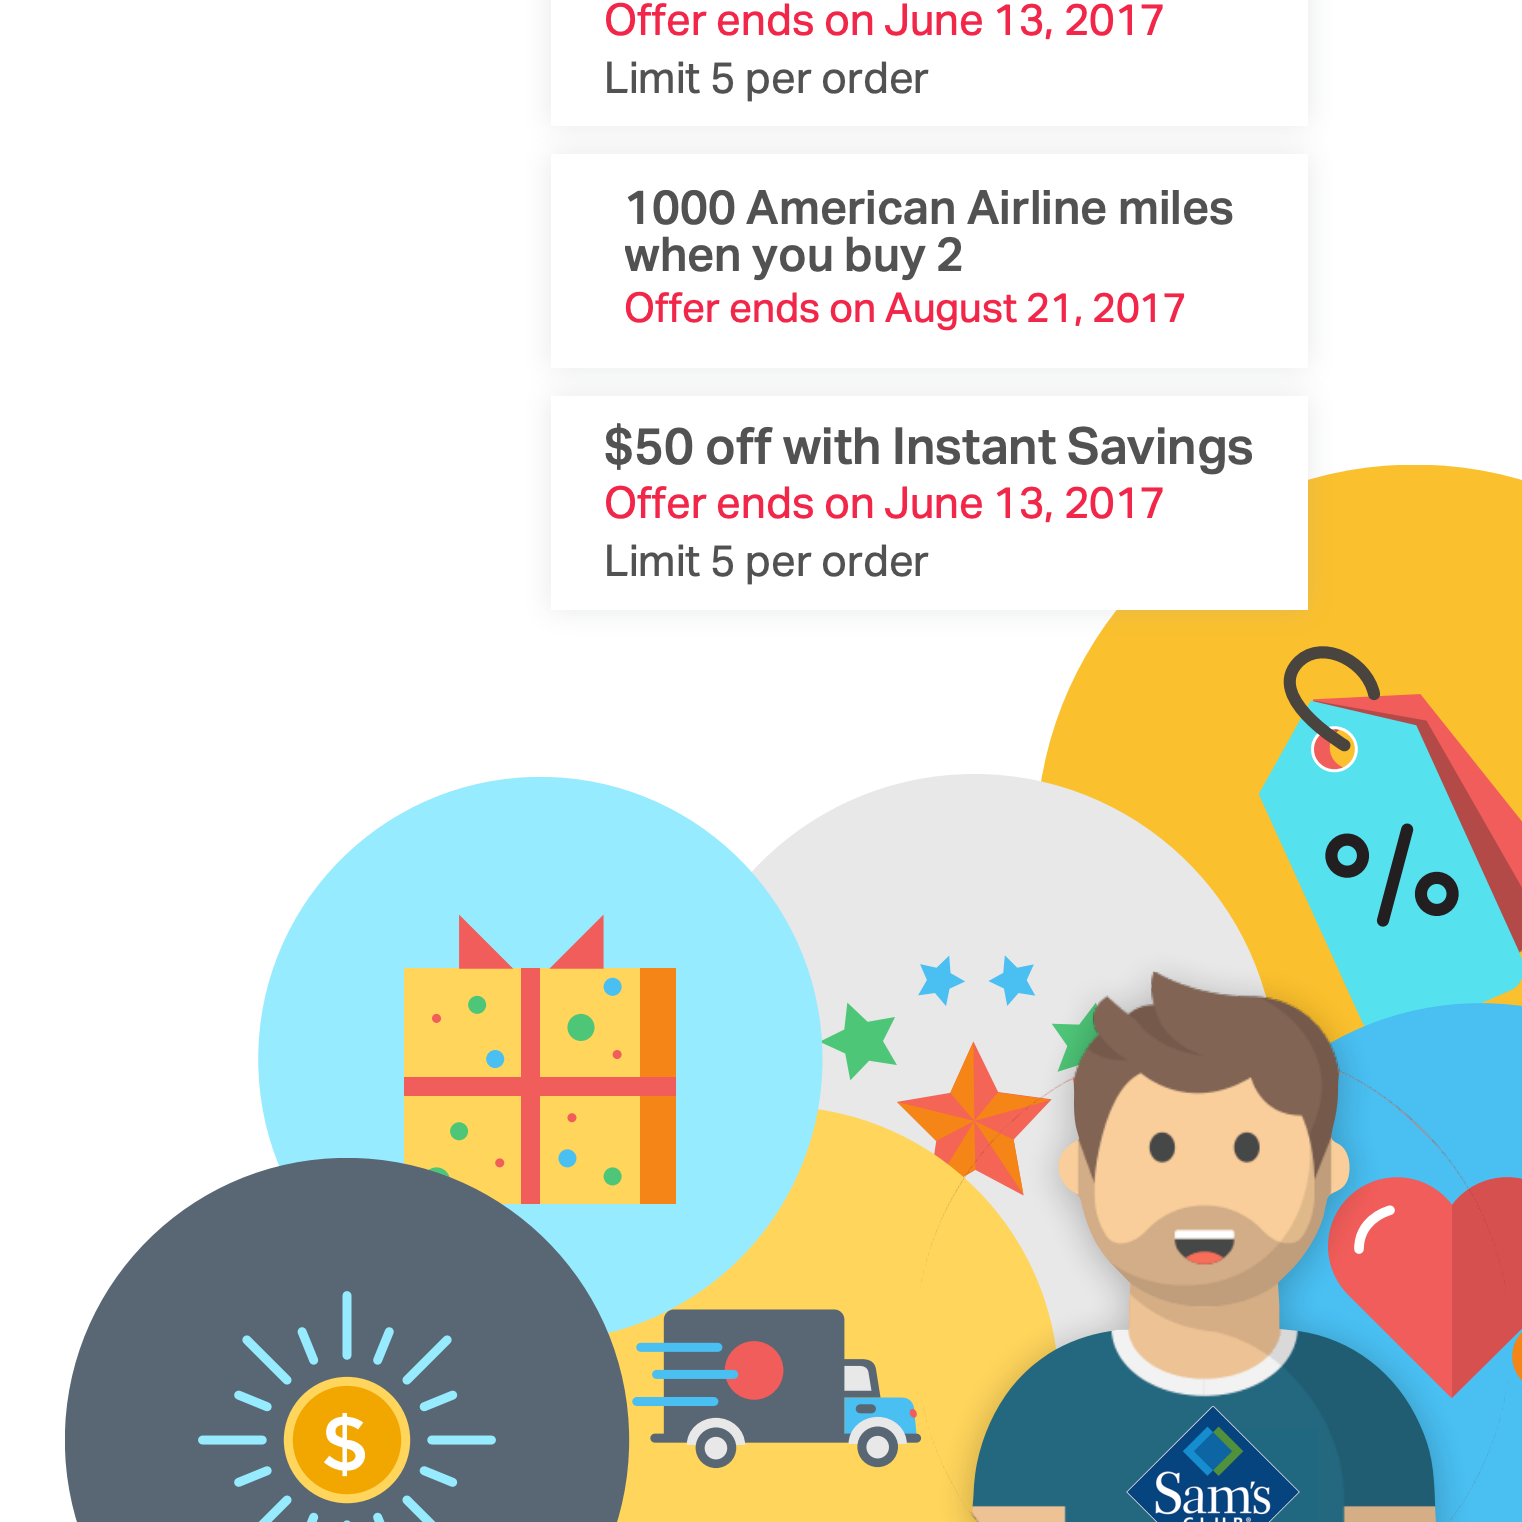 Offer ends on June 13, 2017
Limit 5 per order
1000 American Airline miles
when you buy 2
Offer ends on August 21, 2017
$50 off with Instant Savings
Offer ends on June 13, 2017
Limit 5 per order
%
$
Sam's
CLUB®